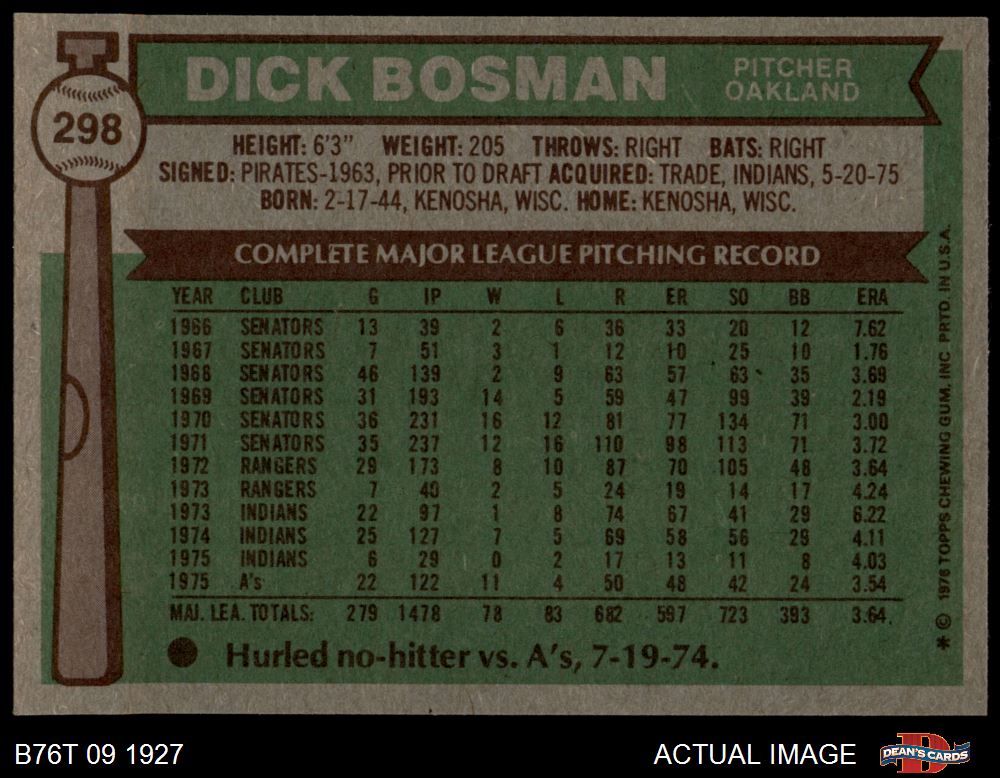 298
DICK BOSMAN
PITCHER
OAKLAND
HEIGHT: 6'3" WEIGHT: 205 THROWS: RIGHT BATS: RIGHT
SIGNED: PIRATES-1963, PRIOR TO DRAFT ACQUIRED: TRADE, INDIANS, 5-20-75
BORN: 2-17-44, KENOSHA, WISC. HOME: KENOSHA, WISC.
COMPLETE MAJOR LEAGUE PITCHING RECORD
YEAR CLUB G IP W L R ER SO BB ERA
1966 SENATORS 13 39 2 6 36 33 20 12 7.62
1967 SENATORS 7 51 3 1 12 10 25 10 1.76
1968 SENATORS 46 139 2 9 63 57 63 35 3.69
1969 SENATORS 31 193 14 5 59 47 99 39 2.19
1970 SENATORS 36 231 16 12 81 77 134 71 3.00
1971 SENATORS 35 237 12 16 110 98 113 71 3.72
1972 RANGERS 29 173 8 10 87 70 105 48 3.64
1973 RANGERS 7 40 2 5 24 19 14 17 4.24
1973 INDIANS 22 97 1 8 74 67 41 29 6.22
1974 INDIANS 25 127 7 5 69 58 56 29 4.11
1975 INDIANS 6 29 0 2 17 13 11 8 4.03
1975 A's 22 122 11 4 50 48 42 24 3.54
MAJ. LEA. TOTALS: 279 1478 78 83 682 597 723 393 3.64
● Hurled no-hitter vs. A's, 7-19-74.
* © 1976 TOPPS CHEWING GUM, INC. PRTD. IN U.S.A.
B76T 09 1927
ACTUAL IMAGE
D
DEAN'S CARDS